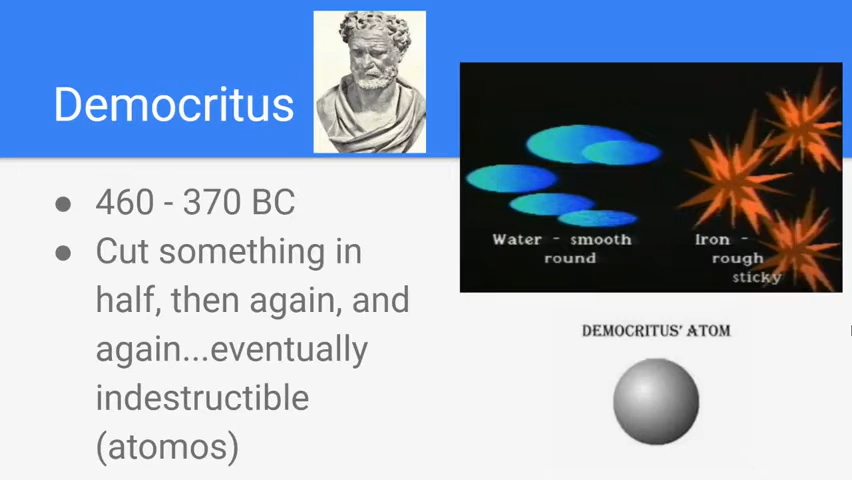 Democritus
● 460 - 370 BC
● Cut something in
half, then again, and
again...eventually
indestructible
(atomos)
Water - smooth
round
Iron -
rough
sticky
DEMOCRITUS' ATOM